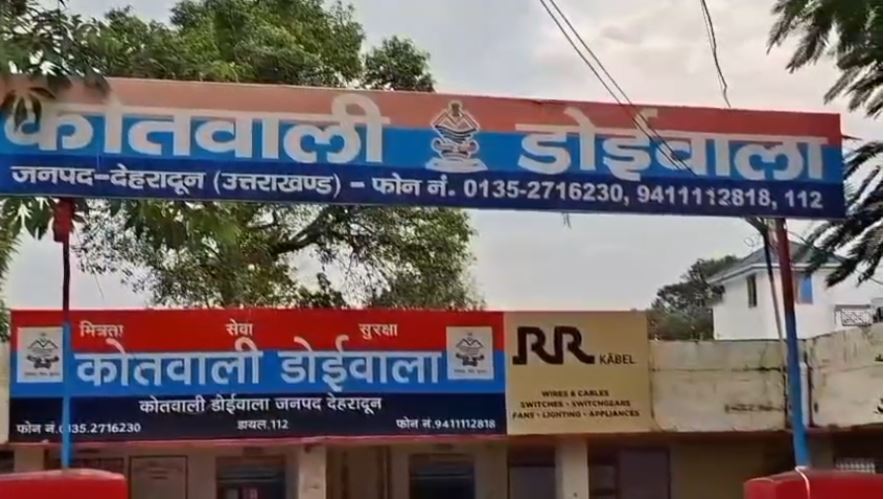 कोतवाली डोईवाला
जनपद-देहरादून (उत्तराखण्ड) - फोन नं. 0135-2716230, 9411112818, 112
मित्रता सेवा सुरक्षा
कोतवाली डोईवाला
कोतवाली डोईवाला जनपद देहरादून
फोन नं.0135.2716230 डायल.112 फोन नं.9411112818
RR KABEL
WIRES & CABLES
SWITCHES - SWITCHGEARS
FANS - LIGHTING - APPLIANCES